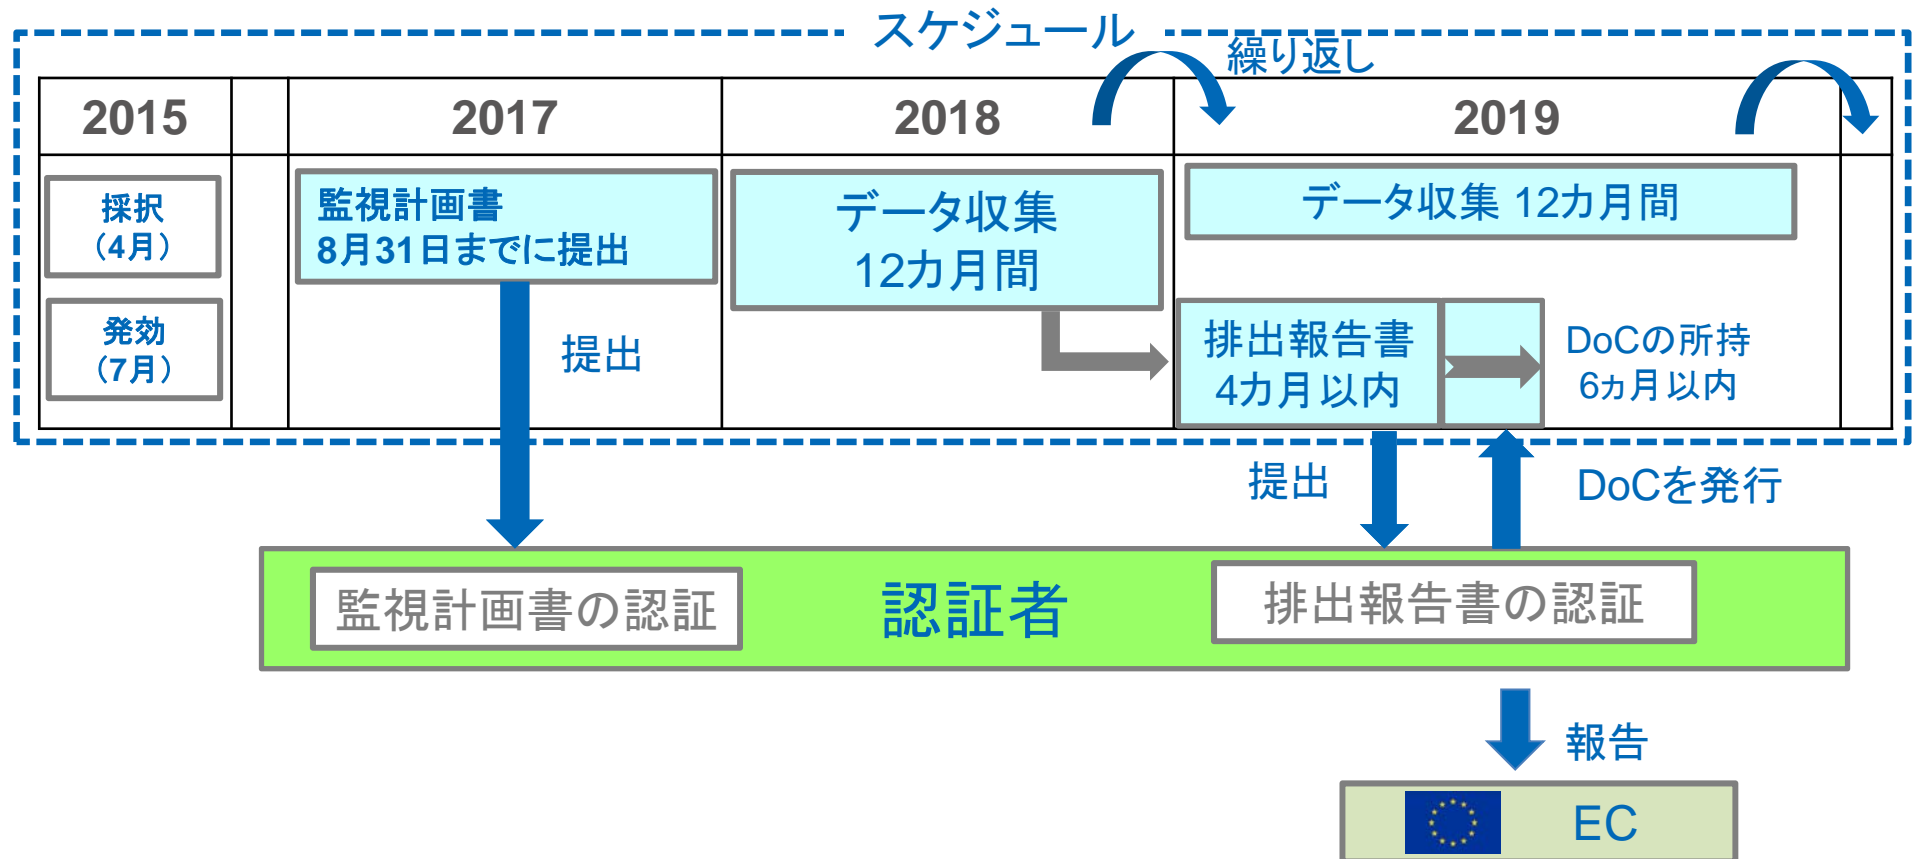 スケジュール
繰り返し
2015
2017
2018
2019
採択
（4月）
発効
（7月）
監視計画書
8月31日までに提出
データ収集
12カ月間
データ収集 12カ月間
排出報告書
4カ月以内
DoCの所持
6ヵ月以内
提出
提出
DoCを発行
監視計画書の認証
認証者
排出報告書の認証
報告
EC